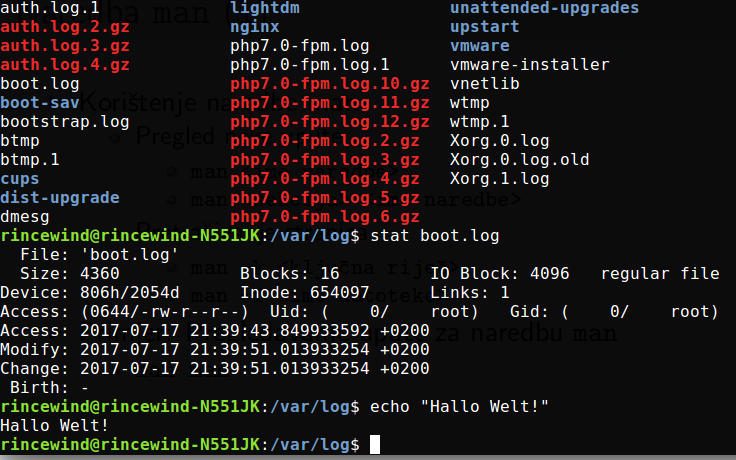 auth.log.1 lightdm unattended-upgrades
auth.log.2.gz nginx upstart
auth.log.3.gz php7.0-fpm.log vmware
auth.log.4.gz php7.0-fpm.log.1 vmware-installer
boot.log php7.0-fpm.log.10.gz vnetlib
boot-sav php7.0-fpm.log.11.gz wtmp
bootstrap.log php7.0-fpm.log.12.gz wtmp.1
btmp php7.0-fpm.log.2.gz Xorg.0.log
btmp.1 php7.0-fpm.log.3.gz Xorg.0.log.old
cups php7.0-fpm.log.4.gz Xorg.1.log
dist-upgrade php7.0-fpm.log.5.gz
dmesg php7.0-fpm.log.6.gz
rincewind@rincewind-N551JK:/var/log$ stat boot.log
File: 'boot.log'
Size: 4360 Blocks: 16 IO Block: 4096 regular file
Device: 806h/2054d Inode: 654097 Links: 1
Access: (0644/-rw-r--r--) Uid: ( 0/ root) Gid: ( 0/ root)
Access: 2017-07-17 21:39:43.849933592 +0200
Modify: 2017-07-17 21:39:51.013933254 +0200
Change: 2017-07-17 21:39:51.013933254 +0200
Birth: -
rincewind@rincewind-N551JK:/var/log$ echo "Hallo Welt!"
Hallo Welt!
rincewind@rincewind-N551JK:/var/log$